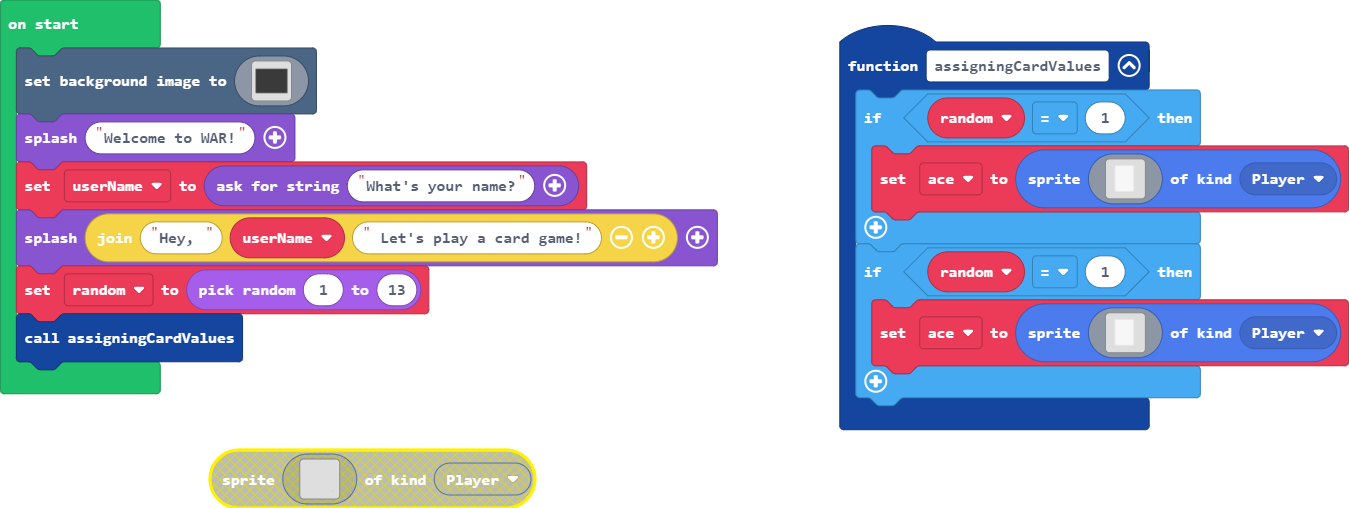 on start
set background image to
splash "Welcome to WAR!"
set userName to ask for string "What's your name?"
splash join "Hey, " userName " Let's play a card game!"
set random to pick random 1 to 13
call assigningCardValues
sprite of kind Player
function assigningCardValues
if random = 1 then
set ace to sprite of kind Player
if random = 1 then
set ace to sprite of kind Player